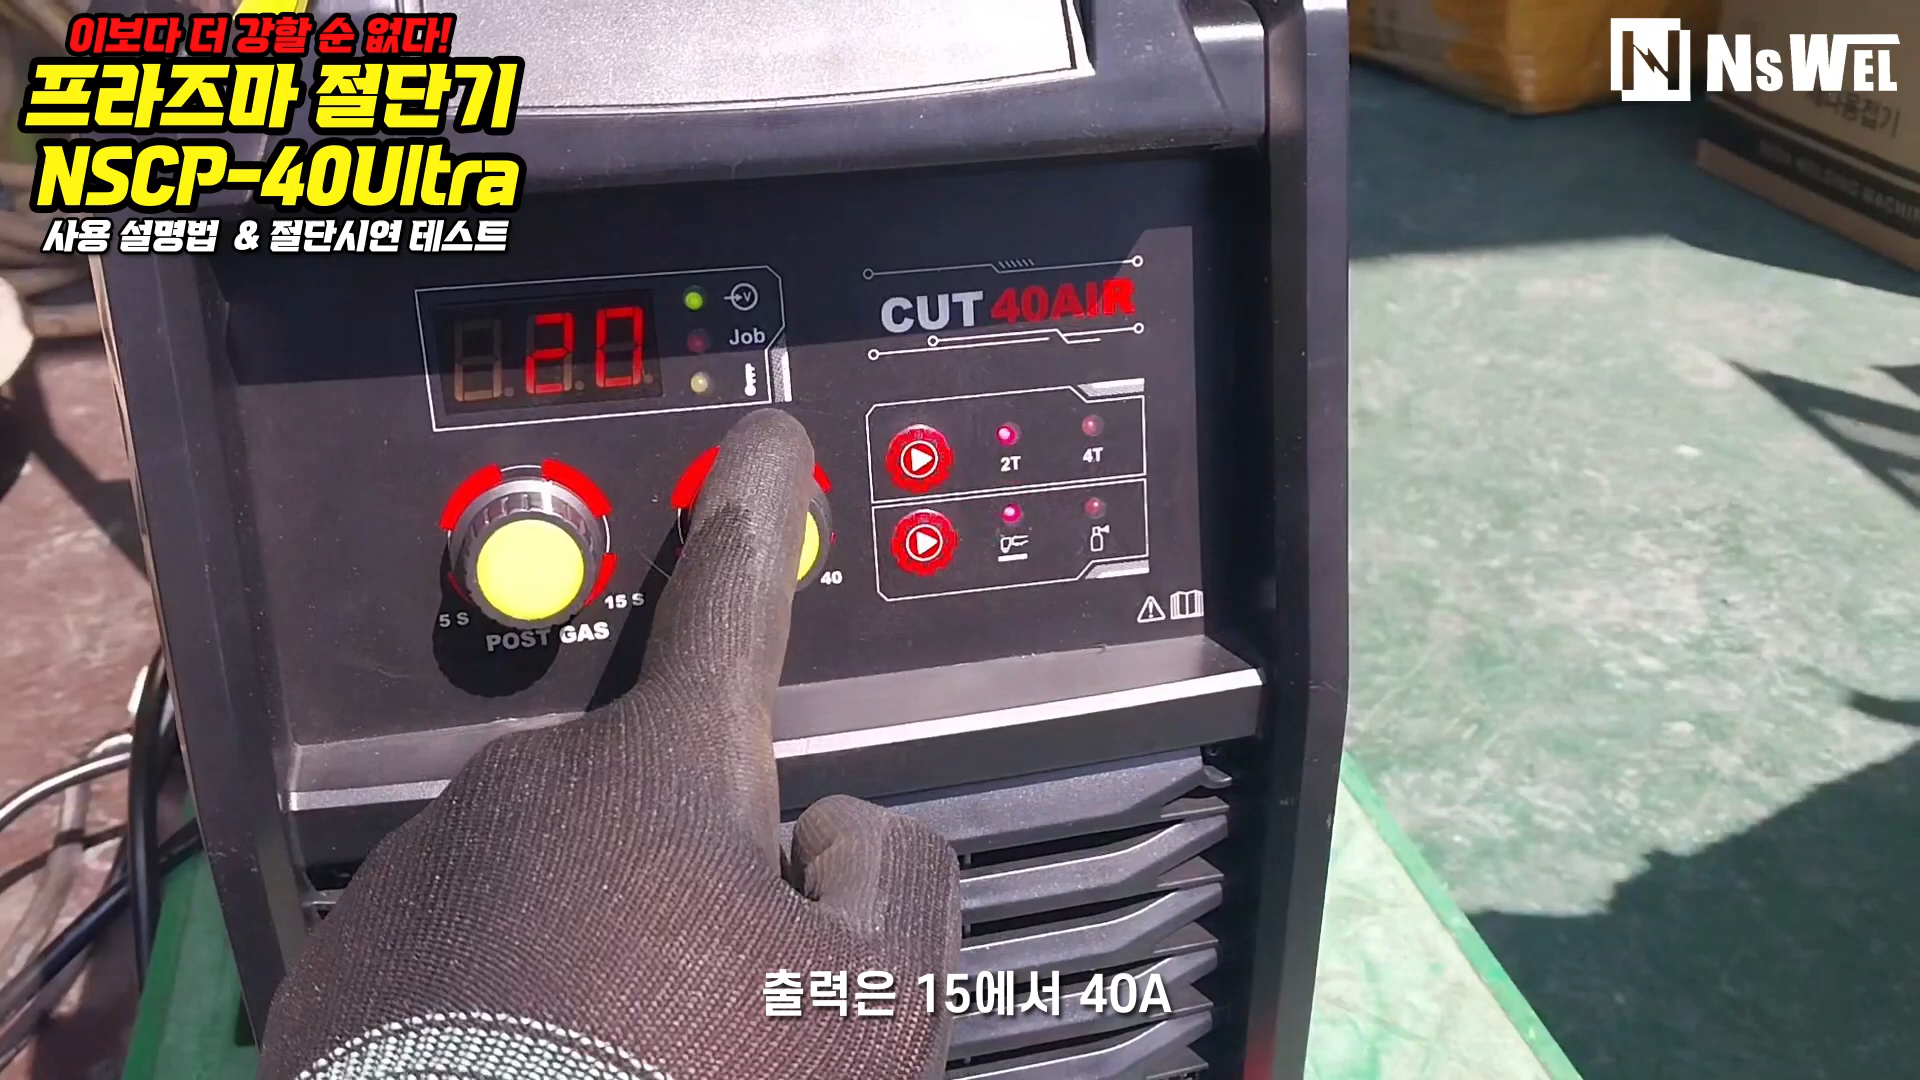 이보다 더 강할 순 없다!
프라즈마 절단기
NSCP-40Ultra
사용 설명법 & 절단시연 테스트
N NSWEL
20
V
Job
CUT 40AIR
2T 4T
40
5 S 15 S
POST GAS
출력은 15에서 40A